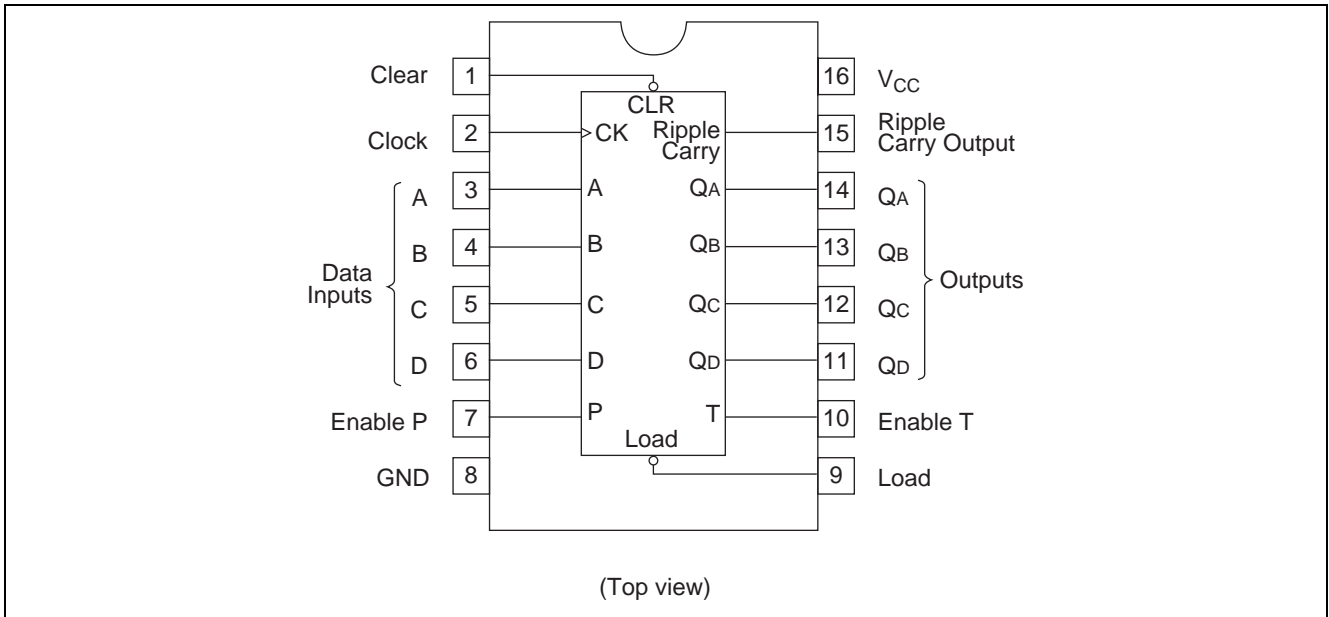 Clear 1 16 VCC
CLR
Clock 2 CK Ripple Carry 15 Ripple Carry Output
A 3 A QA 14 QA
B 4 B QB 13 QB
Data Inputs
Outputs
C 5 C QC 12 QC
D 6 D QD 11 QD
Enable P 7 P T 10 Enable T
Load
GND 8 9 Load
(Top view)